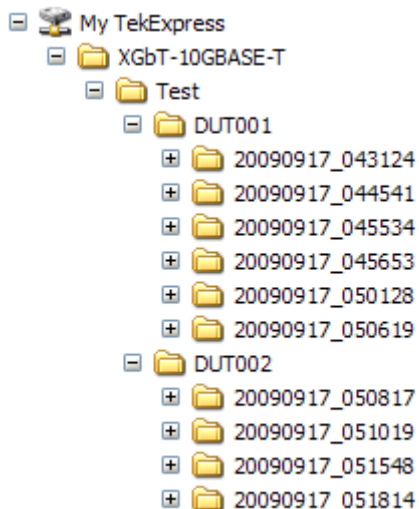 My TekExpress
XGbT-10GBASE-T
Test
DUT001
20090917_043124
20090917_044541
20090917_045534
20090917_045653
20090917_050128
20090917_050619
DUT002
20090917_050817
20090917_051019
20090917_051548
20090917_051814